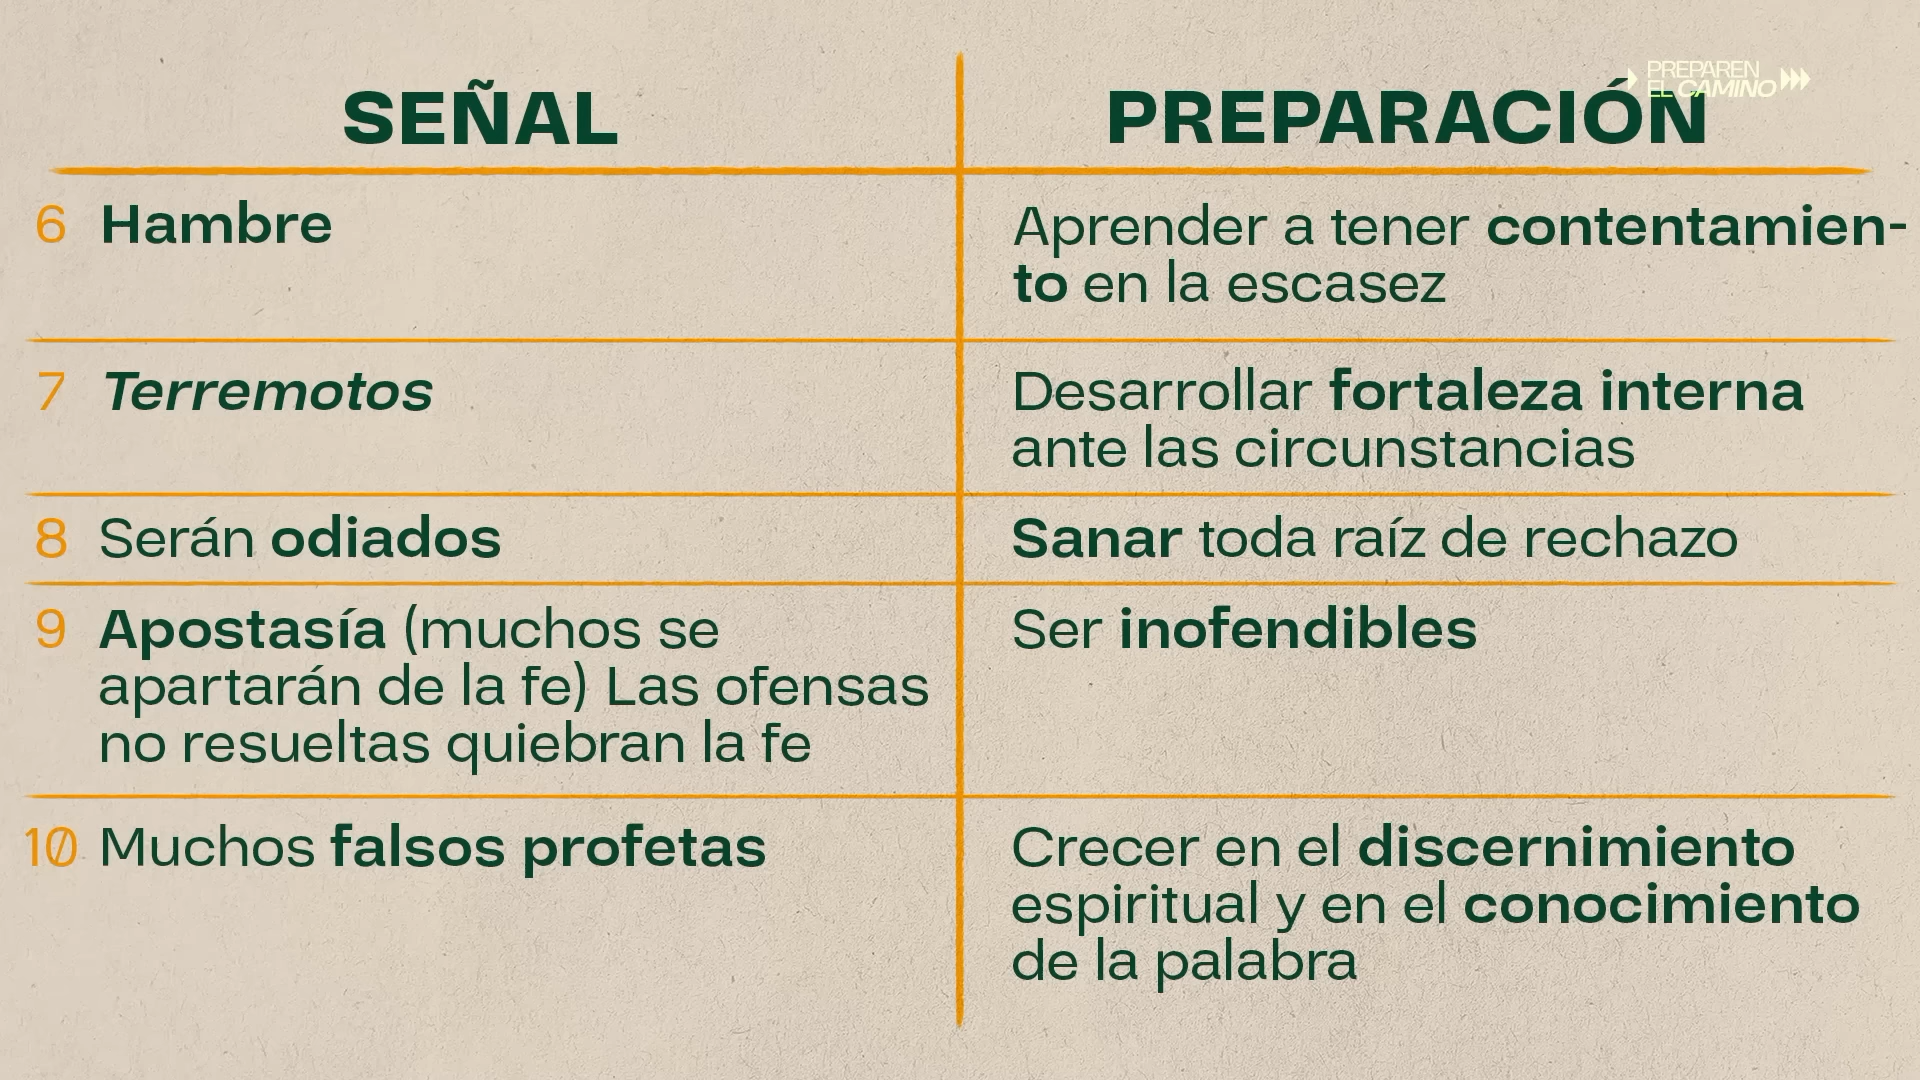 SEÑAL
PREPARACIÓN
PREPAREN
EL CAMINO
6 Hambre
Aprender a tener contentamien-
to en la escasez
7 Terremotos
Desarrollar fortaleza interna
ante las circunstancias
8 Serán odiados
Sanar toda raíz de rechazo
9 Apostasía (muchos se
apartarán de la fe) Las ofensas
no resueltas quiebran la fe
Ser inofendibles
10 Muchos falsos profetas
Crecer en el discernimiento
espiritual y en el conocimiento
de la palabra